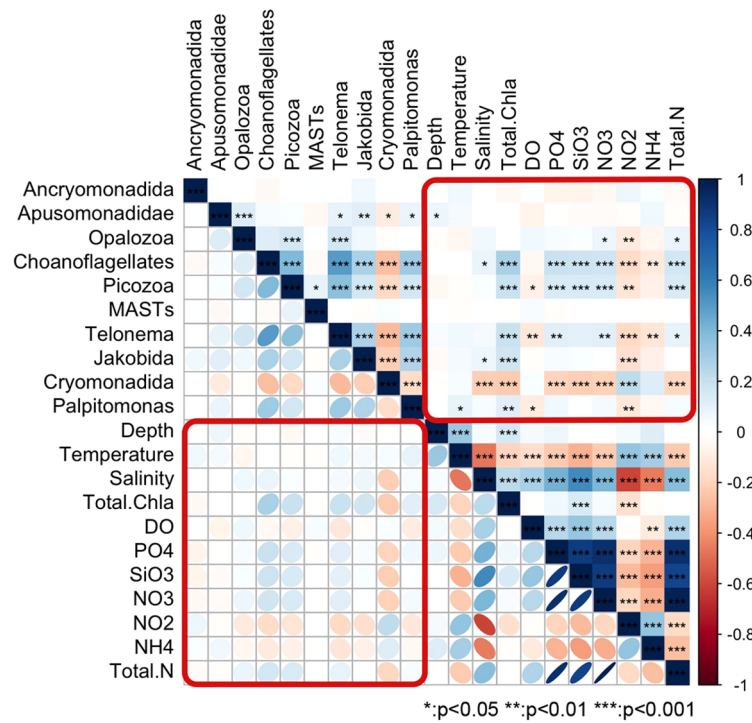 Ancryomonadida
Apusomonadidae
Opalozoa
Choanoflagellates
Picozoa
MASTs
Telonema
Jakobida
Cryomonadida
Palpitomonas
Depth
Temperature
Salinity
Total.Chla
DO
PO4
SiO3
NO3
NO2
NH4
Total.N
Ancryomonadida ***
Apusomonadidae *** *** * ** * * *
Opalozoa *** *** *** * ** *
Choanoflagellates *** *** *** *** *** *** * *** *** *** *** *** ** ***
Picozoa *** * *** *** *** *** *** * *** *** *** ** ***
MASTs ***
Telonema *** *** *** *** *** *** ** ** *** ** *
Jakobida *** *** *** * *** ***
Cryomonadida *** *** *** *** *** *** *** *** ***
Palpitomonas *** * ** * **
Depth *** *** ***
Temperature *** *** *** *** *** *** *** *** *** ***
Salinity *** *** *** *** *** *** *** *** ***
Total.Chla *** *** ***
DO *** *** *** *** ** ***
PO4 *** *** *** *** *** ***
SiO3 *** *** *** *** ***
NO3 *** *** *** ***
NO2 *** *** ***
NH4 *** ***
Total.N ***
1
0.8
0.6
0.4
0.2
0
-0.2
-0.4
-0.6
-0.8
-1
*:p<0.05 **:p<0.01 ***:p<0.001